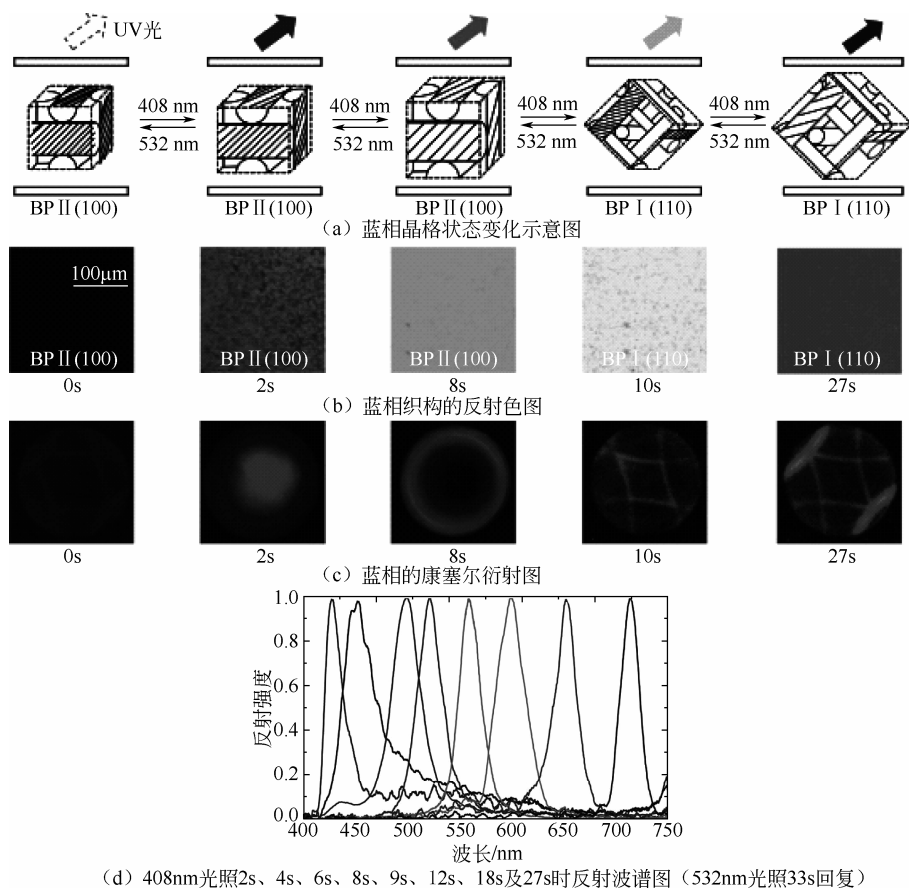 UV光
408 nm 408 nm 408 nm 408 nm
532 nm 532 nm 532 nm 532 nm
BPⅡ(100) BPⅡ(100) BPⅡ(100) BPⅠ(110) BPⅠ(110)
(a) 蓝相晶格状态变化示意图
100μm
BPⅡ(100) BPⅡ(100) BPⅡ(100) BPⅠ(110) BPⅠ(110)
0s 2s 8s 10s 27s
(b) 蓝相织构的反射色图
0s 2s 8s 10s 27s
(c) 蓝相的康塞尔衍射图
1.0
0.8
0.6
0.4
0.2
0.0
反射强度
400 450 500 550 600 650 700 750
波长/nm
(d) 408nm光照2s、4s、6s、8s、9s、12s、18s及27s时反射波谱图（532nm光照33s回复）